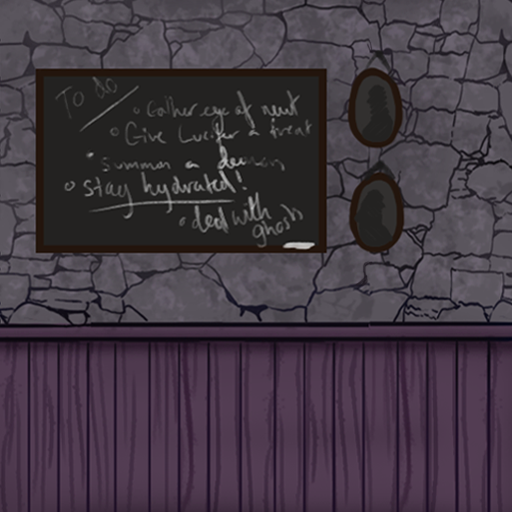 To do
Gather eye of newt
Give Lucifer a treat
Summon a demon
Stay hydrated!
deal with
ghosts